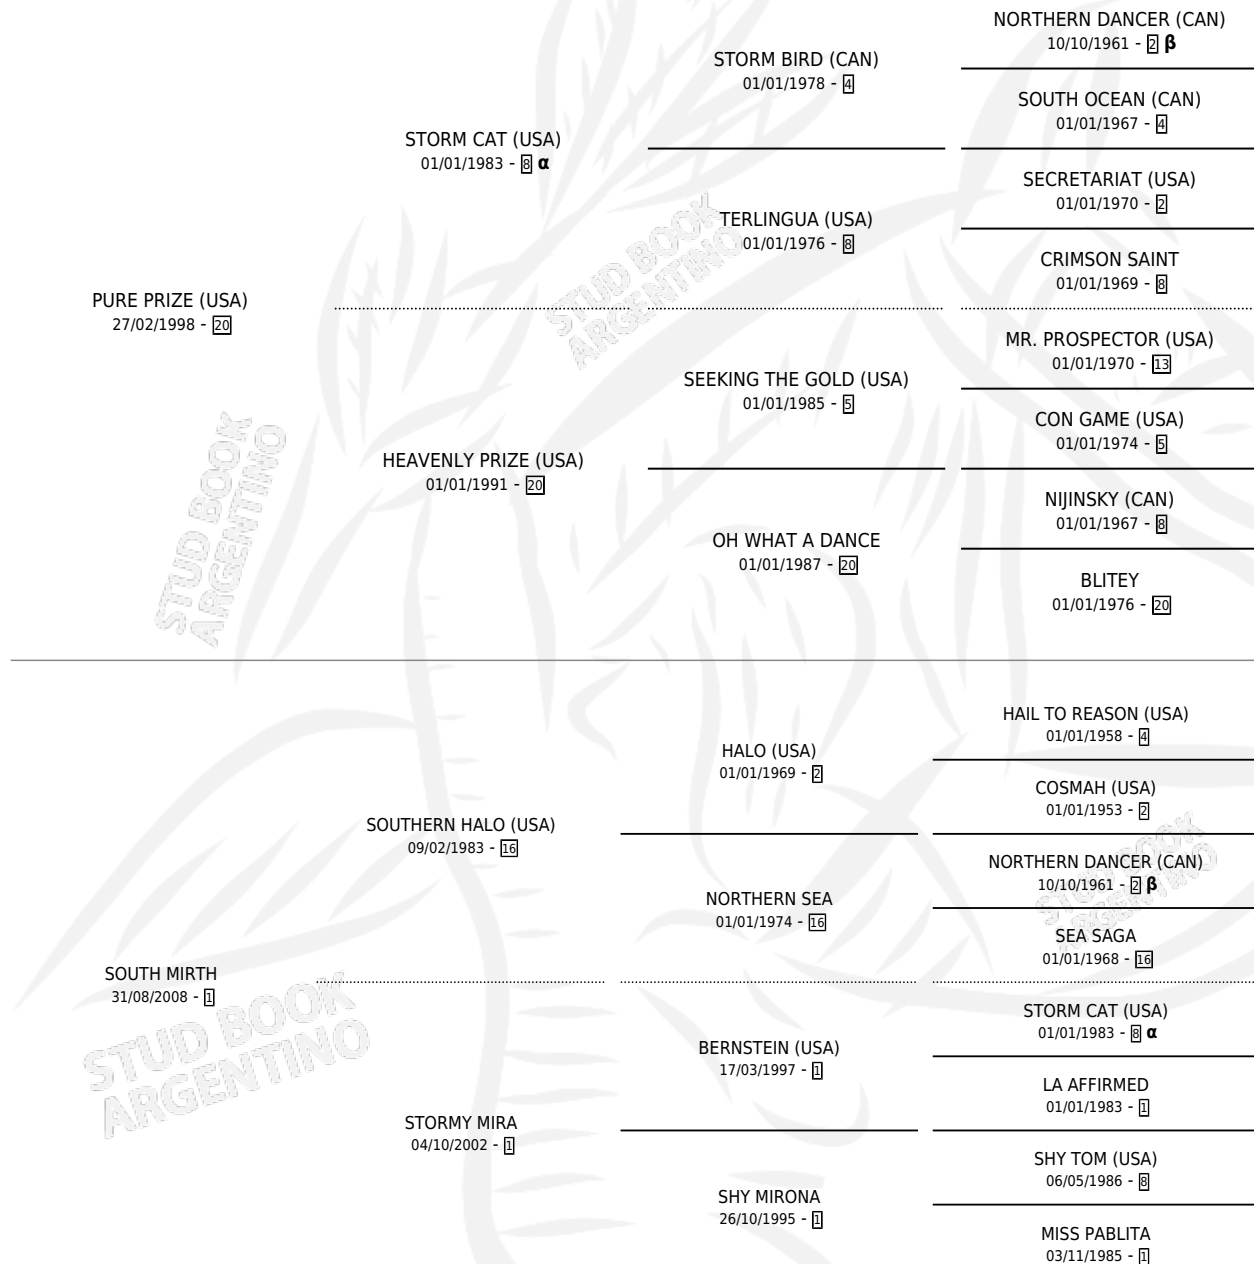 NORTHERN DANCER (CAN)
10/10/1961 - 2 β
STORM BIRD (CAN)
01/01/1978 - 4
SOUTH OCEAN (CAN)
01/01/1967 - 4
STORM CAT (USA)
01/01/1983 - 8 α
SECRETARIAT (USA)
01/01/1970 - 2
TERLINGUA (USA)
01/01/1976 - 8
CRIMSON SAINT
01/01/1969 - 8
STUD BOOK
ARGENTINO
PURE PRIZE (USA)
27/02/1998 - 20
MR. PROSPECTOR (USA)
01/01/1970 - 13
SEEKING THE GOLD (USA)
01/01/1985 - 5
CON GAME (USA)
01/01/1974 - 5
HEAVENLY PRIZE (USA)
01/01/1991 - 20
STUD BOOK
ARGENTINO
NIJINSKY (CAN)
01/01/1967 - 8
OH WHAT A DANCE
01/01/1987 - 20
BLITEY
01/01/1976 - 20
HAIL TO REASON (USA)
01/01/1958 - 4
HALO (USA)
01/01/1969 - 2
COSMAH (USA)
01/01/1953 - 2
SOUTHERN HALO (USA)
09/02/1983 - 16
STUD BOOK
ARGENTINO
NORTHERN DANCER (CAN)
10/10/1961 - 2 β
NORTHERN SEA
01/01/1974 - 16
SEA SAGA
01/01/1968 - 16
SOUTH MIRTH
31/08/2008 - 1
STUD BOOK
ARGENTINO
STORM CAT (USA)
01/01/1983 - 8 α
BERNSTEIN (USA)
17/03/1997 - 1
LA AFFIRMED
01/01/1983 - 1
STORMY MIRA
04/10/2002 - 1
SHY TOM (USA)
06/05/1986 - 8
SHY MIRONA
26/10/1995 - 1
MISS PABLITA
03/11/1985 - 1